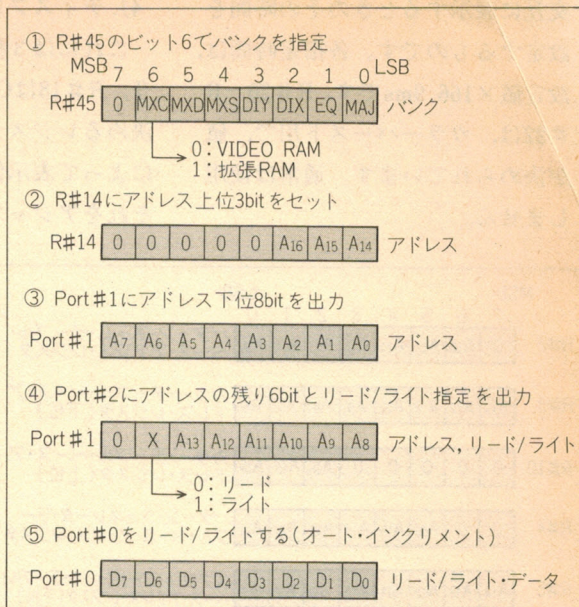 ① R#45のビット6でバンクを指定
MSB 7 6 5 4 3 2 1 0 LSB
R#45 0 MXC MXD MXS DIY DIX EQ MAJ バンク
0:VIDEO RAM
1:拡張RAM
② R#14にアドレス上位3bitをセット
R#14 0 0 0 0 0 A16 A15 A14 アドレス
③ Port#1にアドレス下位8bitを出力
Port#1 A7 A6 A5 A4 A3 A2 A1 A0 アドレス
④ Port#2にアドレスの残り6bitとリード/ライト指定を出力
Port#1 0 X A13 A12 A11 A10 A9 A8 アドレス,リード/ライト
0:リード
1:ライト
⑤ Port#0をリード/ライトする(オート・インクリメント)
Port#0 D7 D6 D5 D4 D3 D2 D1 D0 リード/ライト・データ